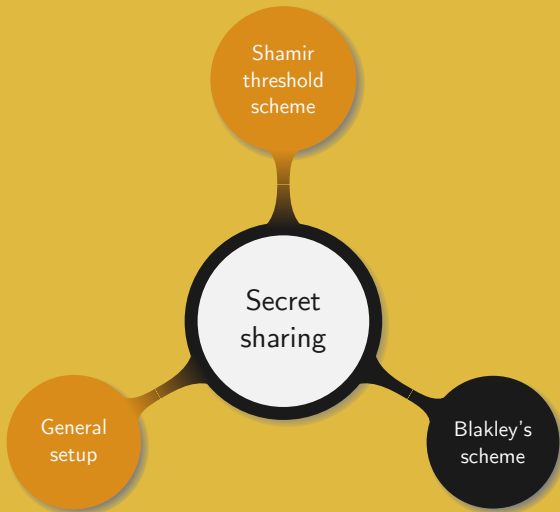 Shamir
threshold
scheme
Secret
sharing
General
setup
Blakley's
scheme